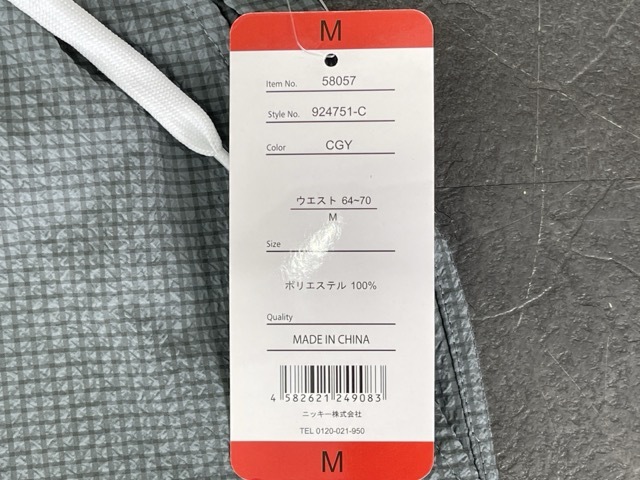 M
Item No. 58057
Style No. 924751-C
Color CGY
ウエスト 64~70
M
Size
ポリエステル 100%
Quality
MADE IN CHINA
4 582621 249083
ニッキー株式会社
TEL 0120-021-950
M